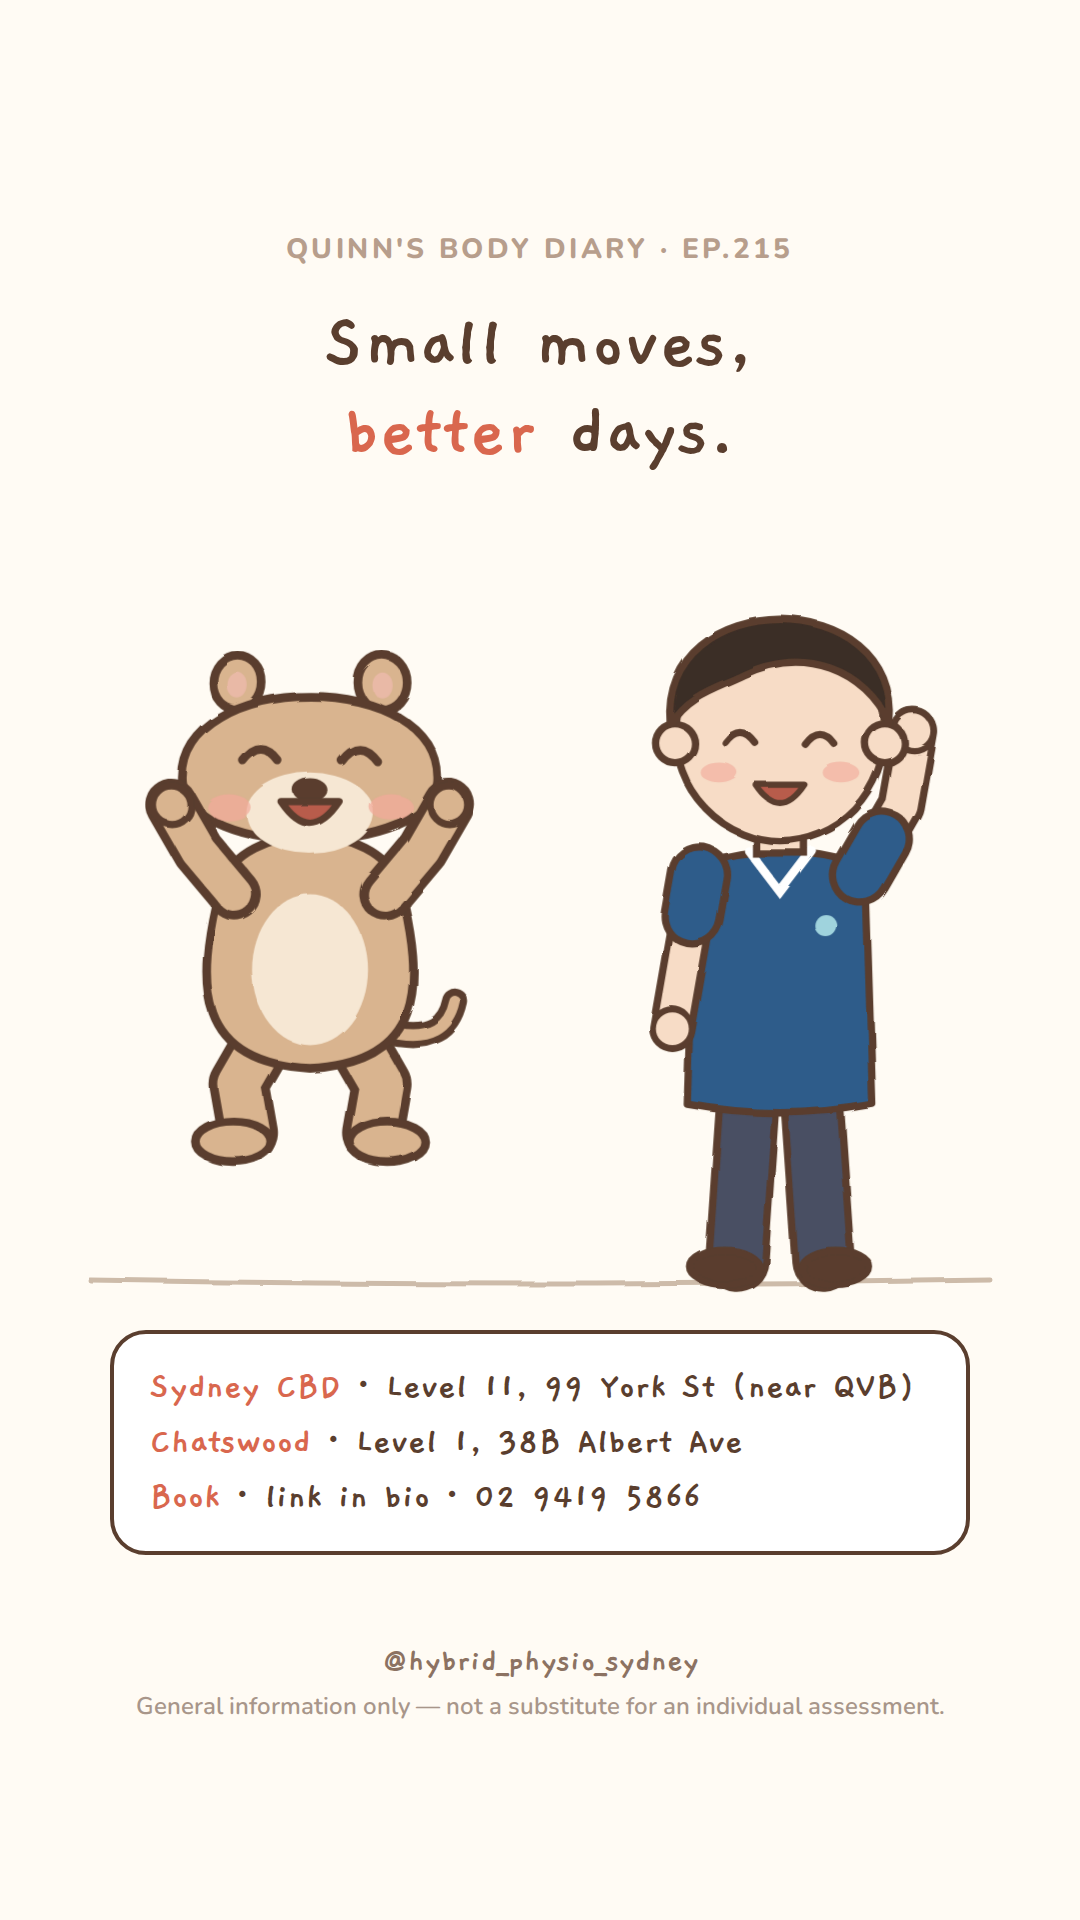 QUINN'S BODY DIARY · EP.215
Small moves,
better days.
Sydney CBD · Level 11, 99 York St (near QVB)
Chatswood · Level 1, 38B Albert Ave
Book · link in bio · 02 9419 5866
@hybrid_physio_sydney
General information only — not a substitute for an individual assessment.